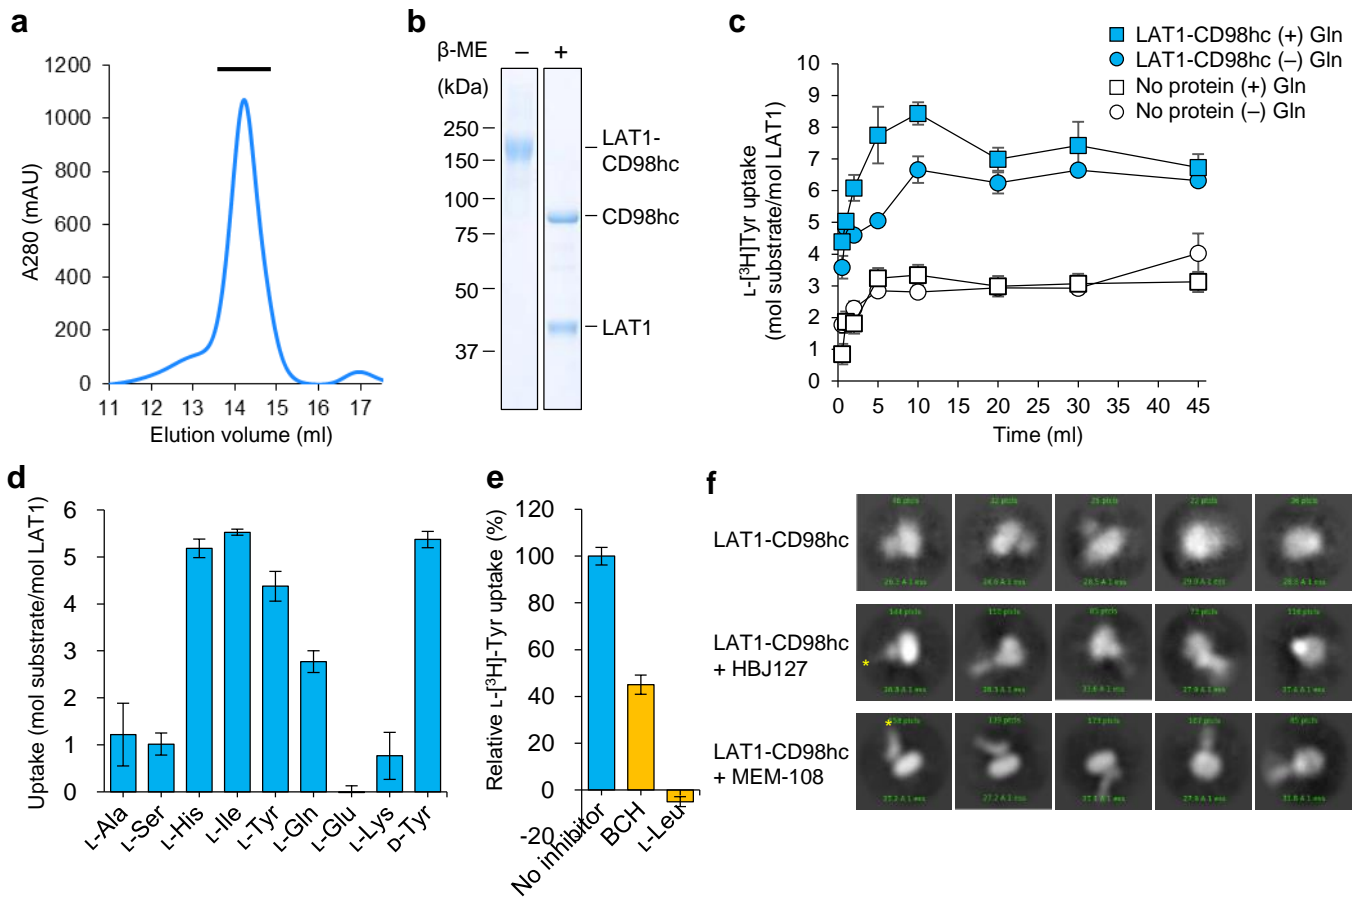 a
1200
1000
800
600
400
200
0
A280 (mAU)
11 12 13 14 15 16 17
Elution volume (ml)
b
β-ME – +
(kDa)
250
150
100
75
50
37
LAT1-
CD98hc
CD98hc
LAT1
c
LAT1-CD98hc (+) Gln
LAT1-CD98hc (–) Gln
No protein (+) Gln
No protein (–) Gln
10
9
8
7
6
5
4
3
2
1
0
L-[³H]Tyr uptake
(mol substrate/mol LAT1)
0 5 10 15 20 25 30 35 40 45
Time (ml)
d
6
5
4
3
2
1
0
Uptake (mol substrate/mol LAT1)
L-Ala L-Ser L-His L-Ile L-Tyr L-Gln L-Glu L-Lys D-Tyr
e
120
100
80
60
40
20
0
-20
Relative L-[³H]-Tyr uptake (%)
No inhibitor BCH L-Leu
f
LAT1-CD98hc
LAT1-CD98hc
+ HBJ127
*
LAT1-CD98hc
+ MEM-108
*